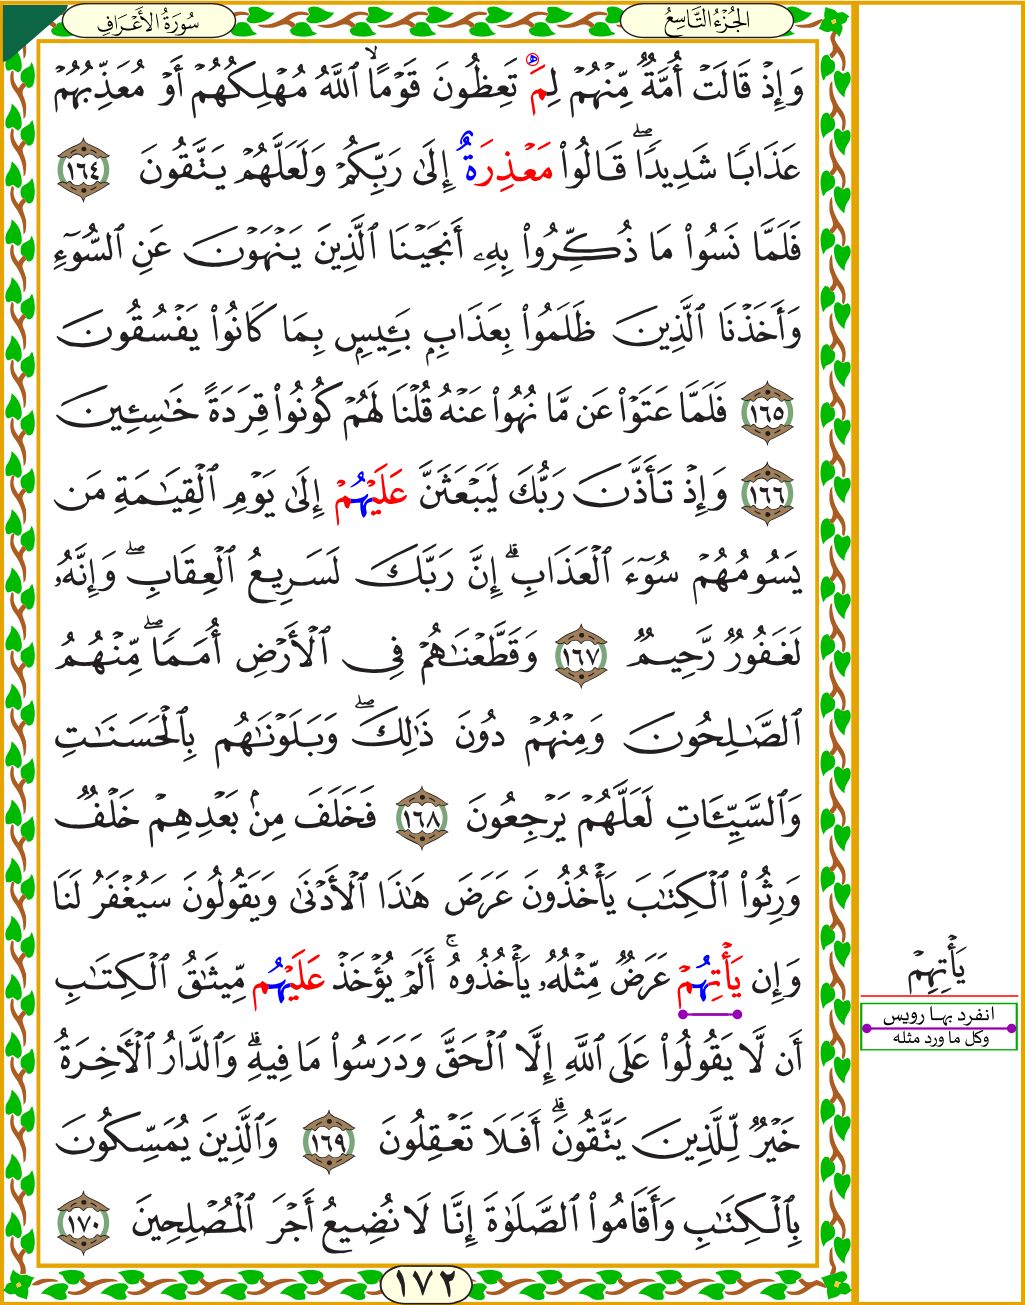 الجُزْءُ التَّاسِعُ
سُورَةُ الأَعْرَافِ
وَإِذْ قَالَتْ أُمَّةٌ مِّنْهُمْ لِمَ تَعِظُونَ قَوْمًا ۙ ٱللَّهُ مُهْلِكُهُمْ أَوْ مُعَذِّبُهُمْ
عَذَابًا شَدِيدًا ۖ قَالُوا۟ مَعْذِرَةٌ إِلَىٰ رَبِّكُمْ وَلَعَلَّهُمْ يَتَّقُونَ ١٦٤
فَلَمَّا نَسُوا۟ مَا ذُكِّرُوا۟ بِهِۦٓ أَنجَيْنَا ٱلَّذِينَ يَنْهَوْنَ عَنِ ٱلسُّوٓءِ
وَأَخَذْنَا ٱلَّذِينَ ظَلَمُوا۟ بِعَذَابٍۭ بَـِٔيسٍۭ بِمَا كَانُوا۟ يَفْسُقُونَ
١٦٥ فَلَمَّا عَتَوْا۟ عَن مَّا نُهُوا۟ عَنْهُ قُلْنَا لَهُمْ كُونُوا۟ قِرَدَةً خَـٰسِـِٔينَ
١٦٦ وَإِذْ تَأَذَّنَ رَبُّكَ لَيَبْعَثَنَّ عَلَيْهُمْ إِلَىٰ يَوْمِ ٱلْقِيَـٰمَةِ مَن
يَسُومُهُمْ سُوٓءَ ٱلْعَذَابِ ۗ إِنَّ رَبَّكَ لَسَرِيعُ ٱلْعِقَابِ ۖ وَإِنَّهُۥ
لَغَفُورٌ رَّحِيمٌ ١٦٧ وَقَطَّعْنَـٰهُمْ فِى ٱلْأَرْضِ أُمَمًا ۖ مِّنْهُمُ
ٱلصَّـٰلِحُونَ وَمِنْهُمْ دُونَ ذَٰلِكَ ۖ وَبَلَوْنَـٰهُم بِٱلْحَسَنَـٰتِ
وَٱلسَّيِّـَٔاتِ لَعَلَّهُمْ يَرْجِعُونَ ١٦٨ فَخَلَفَ مِنۢ بَعْدِهِمْ خَلْفٌ
وَرِثُوا۟ ٱلْكِتَـٰبَ يَأْخُذُونَ عَرَضَ هَـٰذَا ٱلْأَدْنَىٰ وَيَقُولُونَ سَيُغْفَرُ لَنَا
وَإِن يَأْتِهُمْ عَرَضٌ مِّثْلُهُۥ يَأْخُذُوهُ ۚ أَلَمْ يُؤْخَذْ عَلَيْهُم مِّيثَـٰقُ ٱلْكِتَـٰبِ
أَن لَّا يَقُولُوا۟ عَلَى ٱللَّهِ إِلَّا ٱلْحَقَّ وَدَرَسُوا۟ مَا فِيهِ ۗ وَٱلدَّارُ ٱلْـَٔاخِرَةُ
خَيْرٌ لِّلَّذِينَ يَتَّقُونَ ۗ أَفَلَا تَعْقِلُونَ ١٦٩ وَٱلَّذِينَ يُمَسِّكُونَ
بِٱلْكِتَـٰبِ وَأَقَامُوا۟ ٱلصَّلَوٰةَ إِنَّا لَا نُضِيعُ أَجْرَ ٱلْمُصْلِحِينَ ١٧٠
١٧٢
يَأْتِهِمْ
انفرد بها رويس
وكل ما ورد مثله